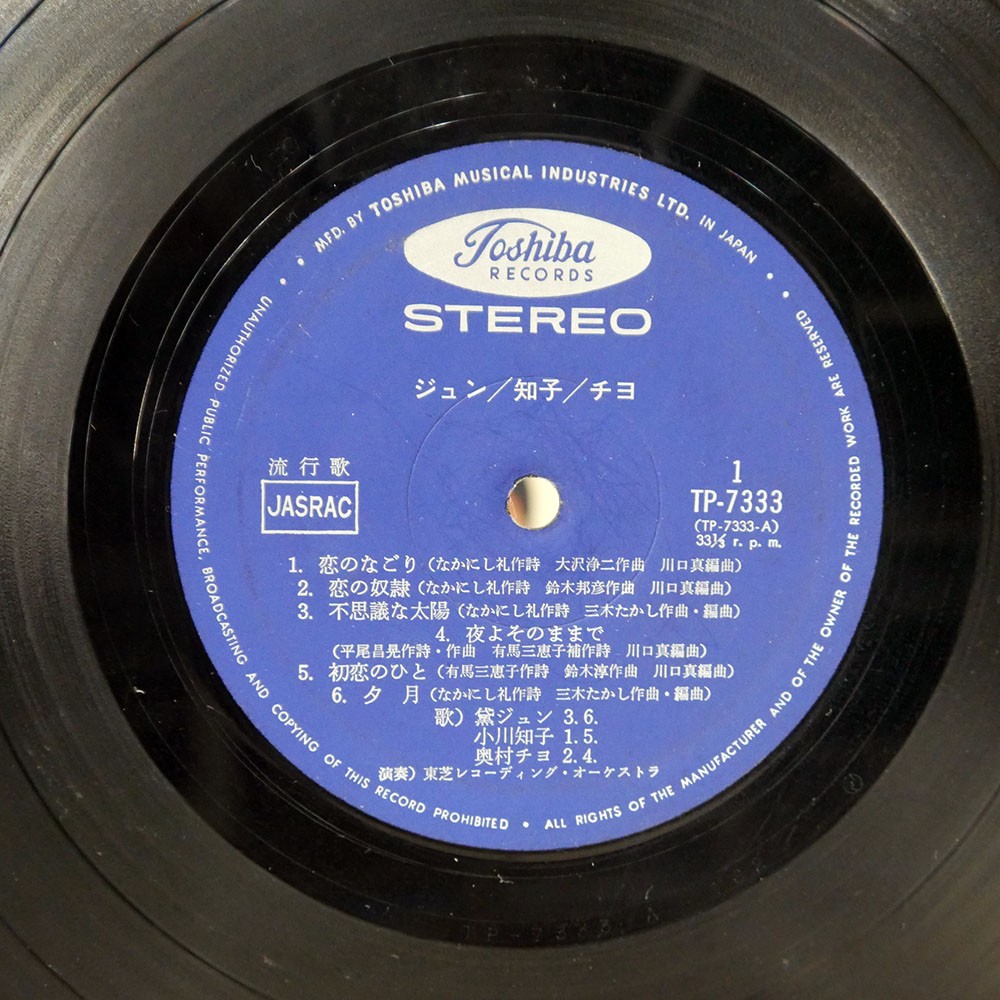 MFD. BY TOSHIBA MUSICAL INDUSTRIES LTD. IN JAPAN
Toshiba
RECORDS
STEREO
ジュン／知子／チヨ
流行歌
JASRAC
1
TP-7333
(TP-7333-A)
33⅓ r. p. m.
1. 恋のなごり (なかにし礼作詩 大沢浄二作曲 川口真編曲)
2. 恋の奴隷 (なかにし礼作詩 鈴木邦彦作曲 川口真編曲)
3. 不思議な太陽 (なかにし礼作詩 三木たかし作曲・編曲)
4. 夜よそのままで
(平尾昌晃作詩・作曲 有馬三恵子補作詩 川口真編曲)
5. 初恋のひと (有馬三恵子作詩 鈴木淳作曲 川口真編曲)
6. 夕月 (なかにし礼作詩 三木たかし作曲・編曲)
歌) 黛ジュン 3.6.
小川知子 1.5.
奥村チヨ 2.4.
演奏) 東芝レコーディング・オーケストラ
UNAUTHORIZED PUBLIC PERFORMANCE, BROADCASTING AND COPYING OF THIS RECORD PROHIBITED • ALL RIGHTS OF THE MANUFACTURER AND OF THE OWNER OF THE RECORDED WORK ARE RESERVED
TP-7333